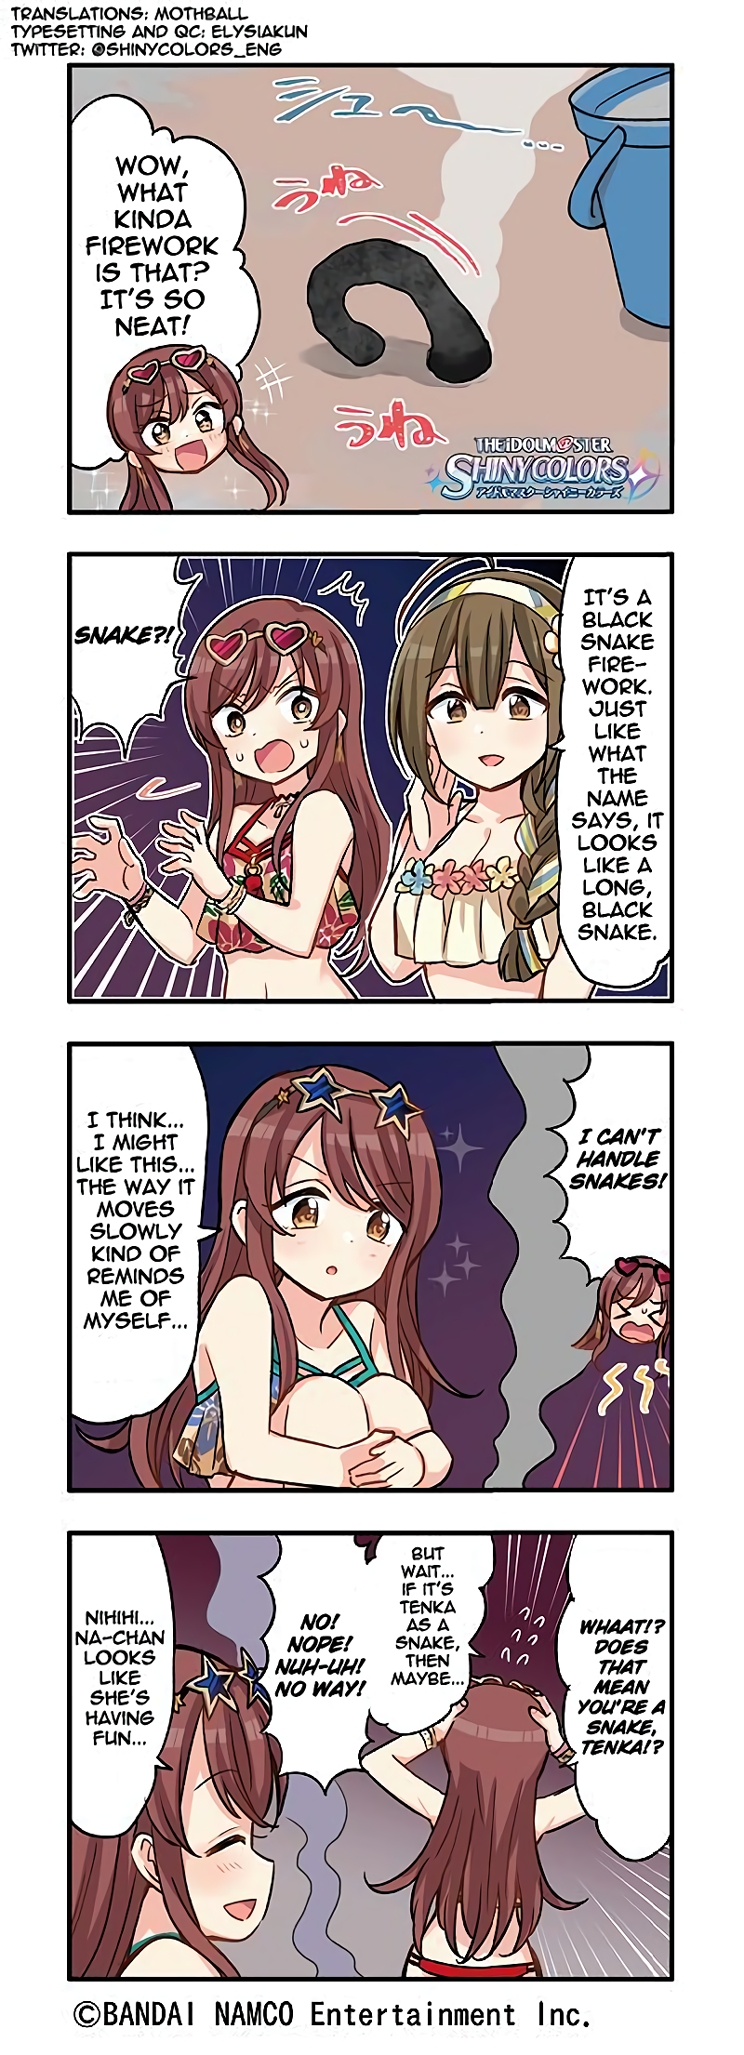 TRANSLATIONS: MOTHBALL
TYPESETTING AND QC: ELYSIAKUN
TWITTER: @SHINYCOLORS_ENG
シュ〜...
うね
WOW,
WHAT
KINDA
FIREWORK
IS THAT?
IT'S SO
NEAT!
うね
THE iDOLM@STER
SHINYCOLORS
アイドルマスターシャイニーカラーズ
IT'S A
BLACK
SNAKE
FIRE-
WORK.
JUST
LIKE
WHAT
THE
NAME
SAYS, IT
LOOKS
LIKE A
LONG,
BLACK
SNAKE.
SNAKE?!
I CAN'T
HANDLE
SNAKES!
I THINK...
I MIGHT
LIKE THIS...
THE WAY IT
MOVES
SLOWLY
KIND OF
REMINDS
ME OF
MYSELF...
WHAAT!?
DOES
THAT
MEAN
YOU'RE A
SNAKE,
TENKA!?
BUT
WAIT...
IF IT'S
TENKA
AS A
SNAKE,
THEN
MAYBE...
NO!
NOPE!
NUH-UH!
NO WAY!
NIHIHI...
NA-CHAN
LOOKS
LIKE
SHE'S
HAVING
FUN...
©BANDAI NAMCO Entertainment Inc.